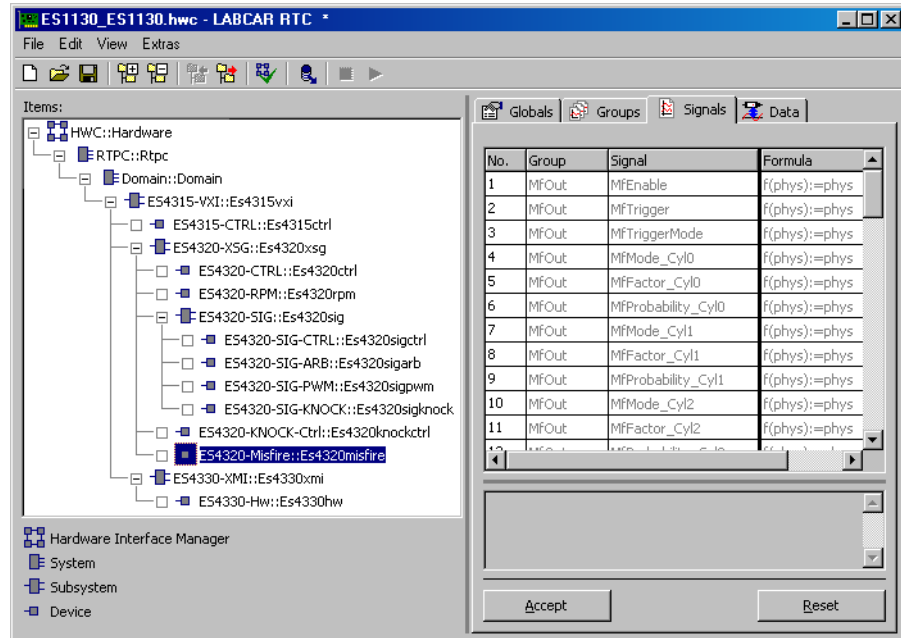 ES1130_ES1130.hwc - LABCAR RTC *
File Edit View Extras
Items:
HWC::Hardware
RTPC::Rtpc
Domain::Domain
ES4315-VXI::Es4315vxi
ES4315-CTRL::Es4315ctrl
ES4320-XSG::Es4320xsg
ES4320-CTRL::Es4320ctrl
ES4320-RPM::Es4320rpm
ES4320-SIG::Es4320sig
ES4320-SIG-CTRL::Es4320sigctrl
ES4320-SIG-ARB::Es4320sigarb
ES4320-SIG-PWM::Es4320sigpwm
ES4320-SIG-KNOCK::Es4320sigknock
ES4320-KNOCK-Ctrl::Es4320knockctrl
ES4320-Misfire::Es4320misfire
ES4330-XMI::Es4330xmi
ES4330-Hw::Es4330hw
Hardware Interface Manager
System
Subsystem
Device
Globals Groups Signals Data
No. Group Signal Formula
1 MfOut MfEnable f(phys):=phys
2 MfOut MfTrigger f(phys):=phys
3 MfOut MfTriggerMode f(phys):=phys
4 MfOut MfMode_Cyl0 f(phys):=phys
5 MfOut MfFactor_Cyl0 f(phys):=phys
6 MfOut MfProbability_Cyl0 f(phys):=phys
7 MfOut MfMode_Cyl1 f(phys):=phys
8 MfOut MfFactor_Cyl1 f(phys):=phys
9 MfOut MfProbability_Cyl1 f(phys):=phys
10 MfOut MfMode_Cyl2 f(phys):=phys
11 MfOut MfFactor_Cyl2 f(phys):=phys
Accept Reset